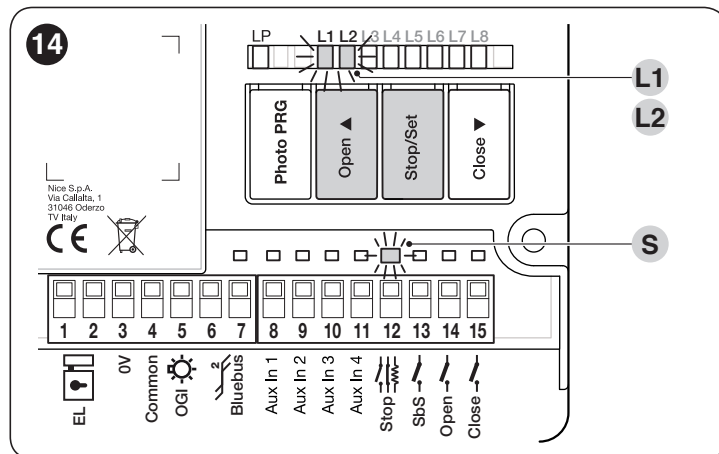 14
LP L1 L2 L3 L4 L5 L6 L7 L8
L1
L2
Photo PRG
Open ▲
Stop/Set
Close ▼
Nice S.p.A.
Via Callalta, 1
31046 Oderzo
TV Italy
CE
S
1 2 3 4 5 6 7 8 9 10 11 12 13 14 15
EL
0V
Common
OGI
2
Bluebus
Aux In 1
Aux In 2
Aux In 3
Aux In 4
Stop
SbS
Open
Close